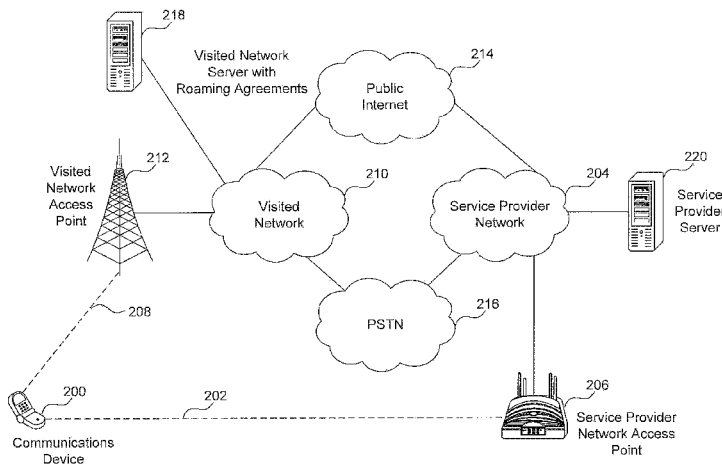 218
Visited Network
Server with
Roaming Agreements
214
Public
Internet
212
Visited
Network
Access
Point
210
Visited
Network
204
Service Provider
Network
220
Service
Provider
Server
208
PSTN
216
200
202
206
Communications
Device
Service Provider
Network Access
Point